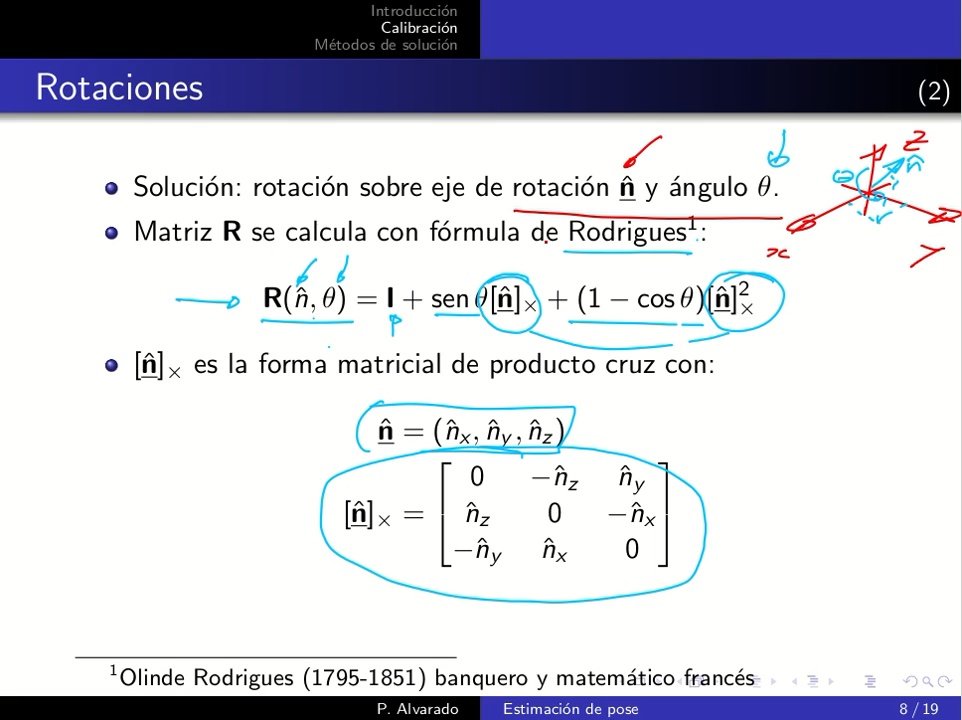 Introducción
Calibración
Métodos de solución
Rotaciones (2)
Solución: rotación sobre eje de rotación n̂ y ángulo θ.
Matriz R se calcula con fórmula de Rodrigues¹:
R(n̂, θ) = I + sen θ[n̂]× + (1 − cos θ)[n̂]²×
[n̂]× es la forma matricial de producto cruz con:
n̂ = (n̂x, n̂y, n̂z)
[n̂]× = [ 0 −n̂z n̂y
n̂z 0 −n̂x
−n̂y n̂x 0 ]
z
n̂
θ
r
x
y
¹Olinde Rodrigues (1795-1851) banquero y matemático francés
P. Alvarado Estimación de pose 8 / 19